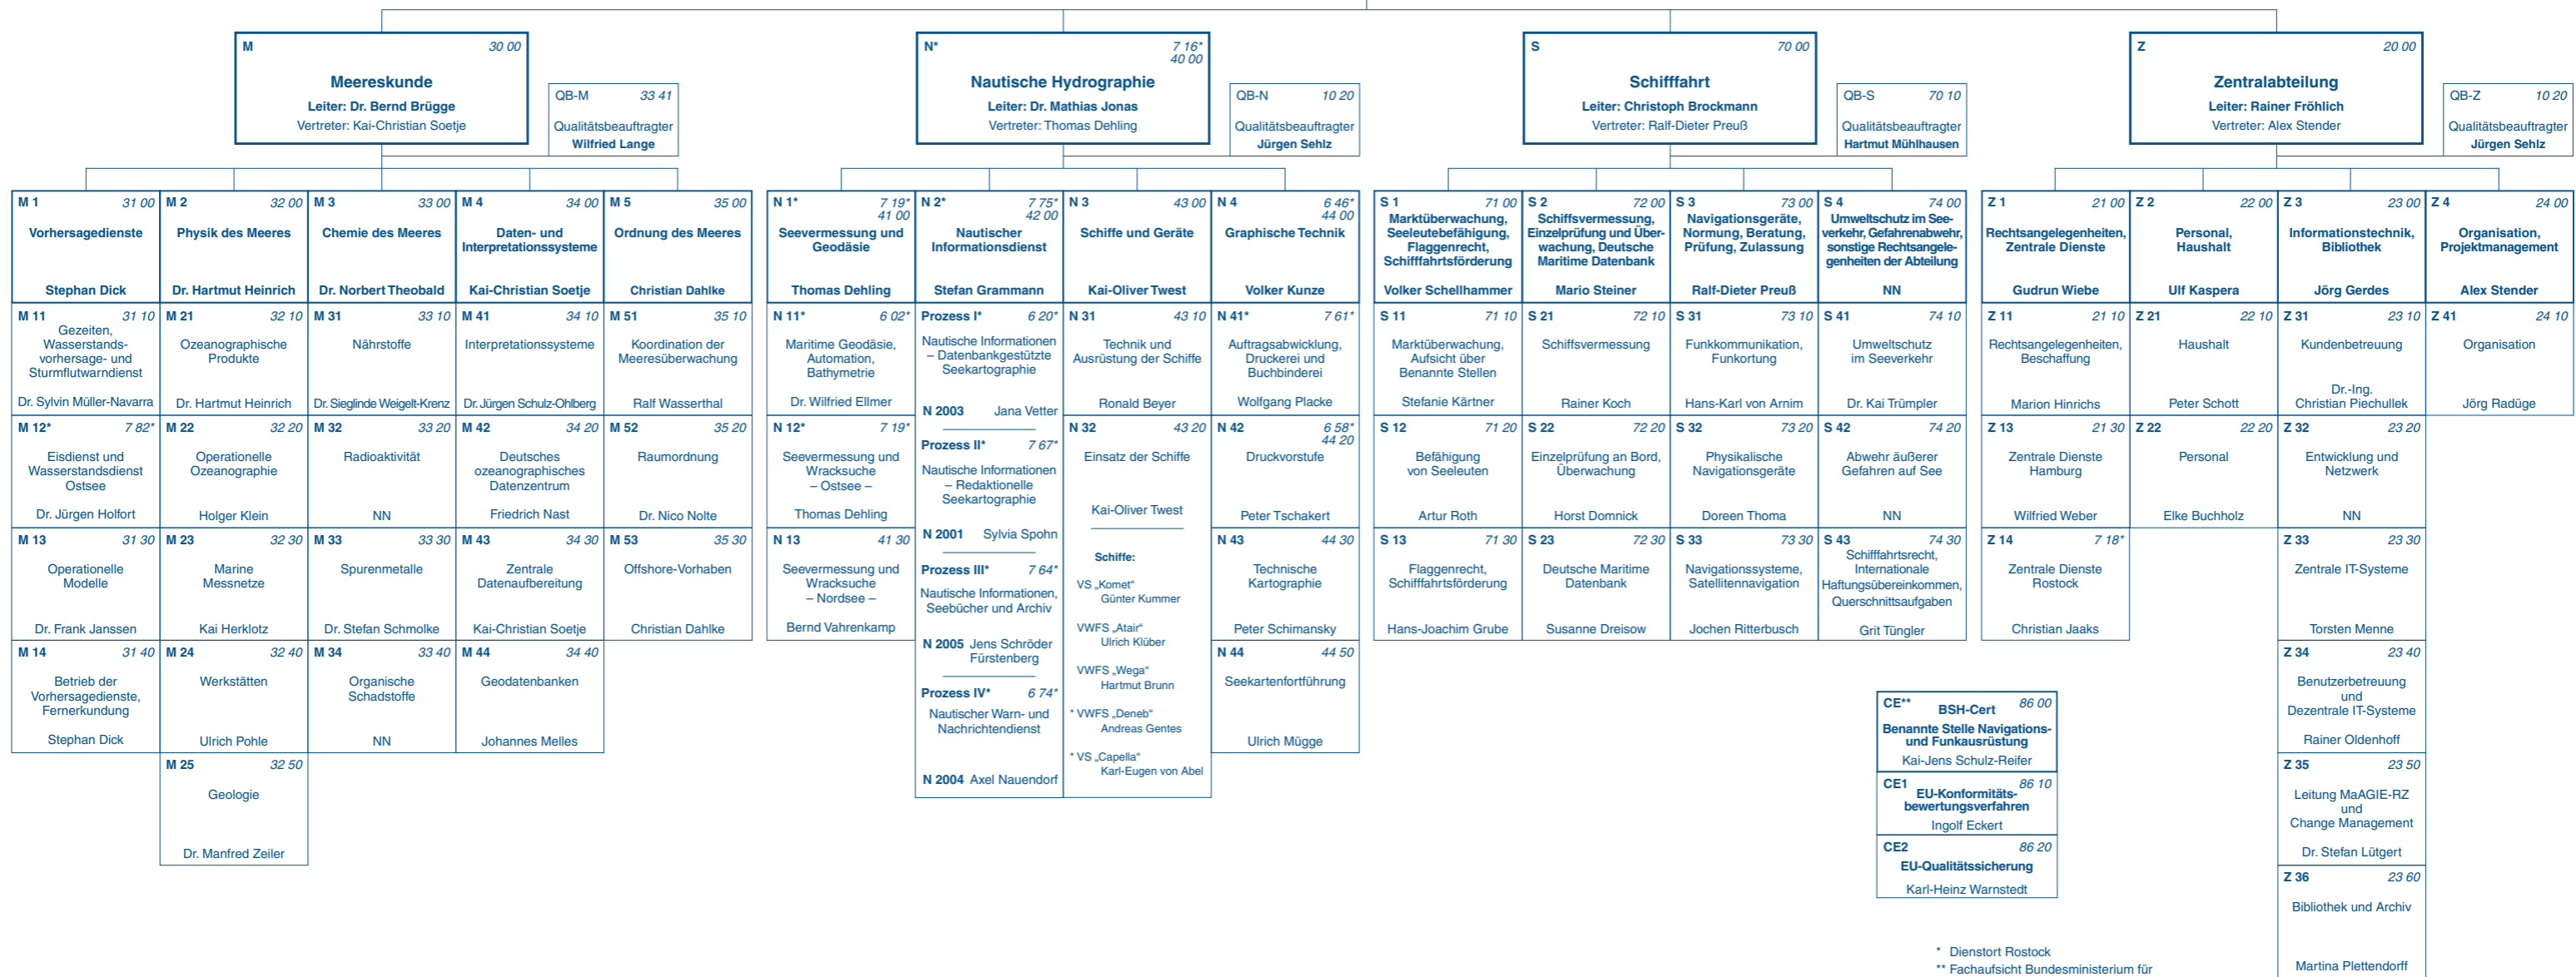 M 30 00
Meereskunde
Leiter: Dr. Bernd Brügge
Vertreter: Kai-Christian Soetje
QB-M 33 41
Qualitätsbeauftragter
Wilfried Lange
N* 7 16*
40 00
Nautische Hydrographie
Leiter: Dr. Mathias Jonas
Vertreter: Thomas Dehling
QB-N 10 20
Qualitätsbeauftragter
Jürgen Sehlz
S 70 00
Schifffahrt
Leiter: Christoph Brockmann
Vertreter: Ralf-Dieter Preuß
QB-S 70 10
Qualitätsbeauftragter
Hartmut Mühlhausen
Z 20 00
Zentralabteilung
Leiter: Rainer Fröhlich
Vertreter: Alex Stender
QB-Z 10 20
Qualitätsbeauftragter
Jürgen Sehlz
M 1 31 00
Vorhersagedienste
Stephan Dick
M 11 31 10
Gezeiten,
Wasserstands-
vorhersage- und
Sturmflutwarndienst
Dr. Sylvin Müller-Navarra
M 12* 7 82*
Eisdienst und
Wasserstandsdienst
Ostsee
Dr. Jürgen Holfort
M 13 31 30
Operationelle
Modelle
Dr. Frank Janssen
M 14 31 40
Betrieb der
Vorhersagedienste,
Fernerkundung
Stephan Dick
M 2 32 00
Physik des Meeres
Dr. Hartmut Heinrich
M 21 32 10
Ozeanographische
Produkte
Dr. Hartmut Heinrich
M 22 32 20
Operationelle
Ozeanographie
Holger Klein
M 23 32 30
Marine
Messnetze
Kai Herklotz
M 24 32 40
Werkstätten
Ulrich Pohle
M 25 32 50
Geologie
Dr. Manfred Zeiler
M 3 33 00
Chemie des Meeres
Dr. Norbert Theobald
M 31 33 10
Nährstoffe
Dr. Sieglinde Weigelt-Krenz
M 32 33 20
Radioaktivität
NN
M 33 33 30
Spurenmetalle
Dr. Stefan Schmolke
M 34 33 40
Organische
Schadstoffe
NN
M 4 34 00
Daten- und
Interpretationssysteme
Kai-Christian Soetje
M 41 34 10
Interpretationssysteme
Dr. Jürgen Schulz-Ohlberg
M 42 34 20
Deutsches
ozeanographisches
Datenzentrum
Friedrich Nast
M 43 34 30
Zentrale
Datenaufbereitung
Kai-Christian Soetje
M 44 34 40
Geodatenbanken
Johannes Melles
M 5 35 00
Ordnung des Meeres
Christian Dahlke
M 51 35 10
Koordination der
Meeresüberwachung
Ralf Wasserthal
M 52 35 20
Raumordnung
Dr. Nico Nolte
M 53 35 30
Offshore-Vorhaben
Christian Dahlke
N 1* 7 19*
41 00
Seevermessung und
Geodäsie
Thomas Dehling
N 11* 6 02*
Maritime Geodäsie,
Automation,
Bathymetrie
Dr. Wilfried Ellmer
N 12* 7 19*
Seevermessung und
Wracksuche
– Ostsee –
Thomas Dehling
N 13 41 30
Seevermessung und
Wracksuche
– Nordsee –
Bernd Vahrenkamp
N 2* 7 75*
42 00
Nautischer
Informationsdienst
Stefan Grammann
Prozess I* 6 20*
Nautische Informationen
– Datenbankgestützte
Seekartographie
N 2003 Jana Vetter
Prozess II* 7 67*
Nautische Informationen
– Redaktionelle
Seekartographie
N 2001 Sylvia Spohn
Prozess III* 7 64*
Nautische Informationen,
Seebücher und Archiv
N 2005 Jens Schröder
Fürstenberg
Prozess IV* 6 74*
Nautischer Warn- und
Nachrichtendienst
N 2004 Axel Nauendorf
N 3 43 00
Schiffe und Geräte
Kai-Oliver Twest
N 31 43 10
Technik und
Ausrüstung der Schiffe
Ronald Beyer
N 32 43 20
Einsatz der Schiffe
Kai-Oliver Twest
Schiffe:
VS „Komet“
Günter Kummer
VWFS „Atair“
Ulrich Klüber
VWFS „Wega“
Hartmut Brunn
* VWFS „Deneb“
Andreas Gentes
* VS „Capella“
Karl-Eugen von Abel
N 4 6 46*
44 00
Graphische Technik
Volker Kunze
N 41* 7 61*
Auftragsabwicklung,
Druckerei und
Buchbinderei
Wolfgang Placke
N 42 6 58*
44 20
Druckvorstufe
Peter Tschakert
N 43 44 30
Technische
Kartographie
Peter Schimansky
N 44 44 50
Seekartenfortführung
Ulrich Mügge
S 1 71 00
Marktüberwachung,
Seeleutebefähigung,
Flaggenrecht,
Schifffahrtsförderung
Volker Schellhammer
S 11 71 10
Marktüberwachung,
Aufsicht über
Benannte Stellen
Stefanie Kärtner
S 12 71 20
Befähigung
von Seeleuten
Artur Roth
S 13 71 30
Flaggenrecht,
Schifffahrtsförderung
Hans-Joachim Grube
S 2 72 00
Schiffsvermessung,
Einzelprüfung und Über-
wachung, Deutsche
Maritime Datenbank
Mario Steiner
S 21 72 10
Schiffsvermessung
Rainer Koch
S 22 72 20
Einzelprüfung an Bord,
Überwachung
Horst Domnick
S 23 72 30
Deutsche Maritime
Datenbank
Susanne Dreisow
S 3 73 00
Navigationsgeräte,
Normung, Beratung,
Prüfung, Zulassung
Ralf-Dieter Preuß
S 31 73 10
Funkkommunikation,
Funkortung
Hans-Karl von Arnim
S 32 73 20
Physikalische
Navigationsgeräte
Doreen Thoma
S 33 73 30
Navigationssysteme,
Satellitennavigation
Jochen Ritterbusch
S 4 74 00
Umweltschutz im See-
verkehr, Gefahrenabwehr,
sonstige Rechtsangele-
genheiten der Abteilung
NN
S 41 74 10
Umweltschutz
im Seeverkehr
Dr. Kai Trümpler
S 42 74 20
Abwehr äußerer
Gefahren auf See
NN
S 43 74 30
Schifffahrtsrecht,
Internationale
Haftungsübereinkommen,
Querschnittsaufgaben
Grit Tüngler
Z 1 21 00
Rechtsangelegenheiten,
Zentrale Dienste
Gudrun Wiebe
Z 11 21 10
Rechtsangelegenheiten,
Beschaffung
Marion Hinrichs
Z 13 21 30
Zentrale Dienste
Hamburg
Wilfried Weber
Z 14 7 18*
Zentrale Dienste
Rostock
Christian Jaaks
Z 2 22 00
Personal,
Haushalt
Ulf Kaspera
Z 21 22 10
Haushalt
Peter Schott
Z 22 22 20
Personal
Elke Buchholz
Z 3 23 00
Informationstechnik,
Bibliothek
Jörg Gerdes
Z 31 23 10
Kundenbetreuung
Dr.-Ing.
Christian Piechullek
Z 32 23 20
Entwicklung und
Netzwerk
NN
Z 33 23 30
Zentrale IT-Systeme
Torsten Menne
Z 34 23 40
Benutzerbetreuung
und
Dezentrale IT-Systeme
Rainer Oldenhoff
Z 35 23 50
Leitung MaAGIE-RZ
und
Change Management
Dr. Stefan Lütgert
Z 36 23 60
Bibliothek und Archiv
Martina Plettendorff
Z 4 24 00
Organisation,
Projektmanagement
Alex Stender
Z 41 24 10
Organisation
Jörg Radüge
CE** 86 00
BSH-Cert
Benannte Stelle Navigations-
und Funkausrüstung
Kai-Jens Schulz-Reifer
CE1 86 10
EU-Konformitäts-
bewertungsverfahren
Ingolf Eckert
CE2 86 20
EU-Qualitätssicherung
Karl-Heinz Warnstedt
* Dienstort Rostock
** Fachaufsicht Bundesministerium für